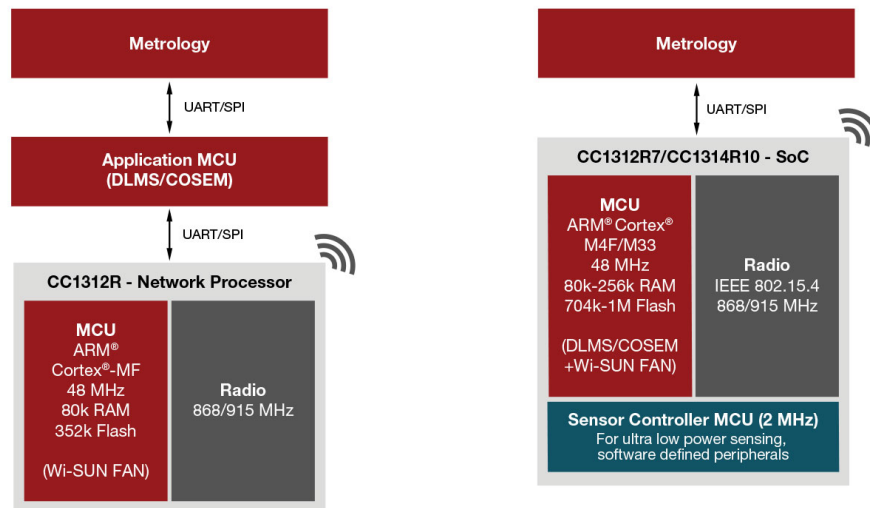 Metrology
UART/SPI
Application MCU
(DLMS/COSEM)
UART/SPI
CC1312R - Network Processor
MCU
ARM®
Cortex®-MF
48 MHz
80k RAM
352k Flash
(Wi-SUN FAN)
Radio
868/915 MHz
Metrology
UART/SPI
CC1312R7/CC1314R10 - SoC
MCU
ARM® Cortex®
M4F/M33
48 MHz
80k-256k RAM
704k-1M Flash
(DLMS/COSEM
+Wi-SUN FAN)
Radio
IEEE 802.15.4
868/915 MHz
Sensor Controller MCU (2 MHz)
For ultra low power sensing,
software defined peripherals